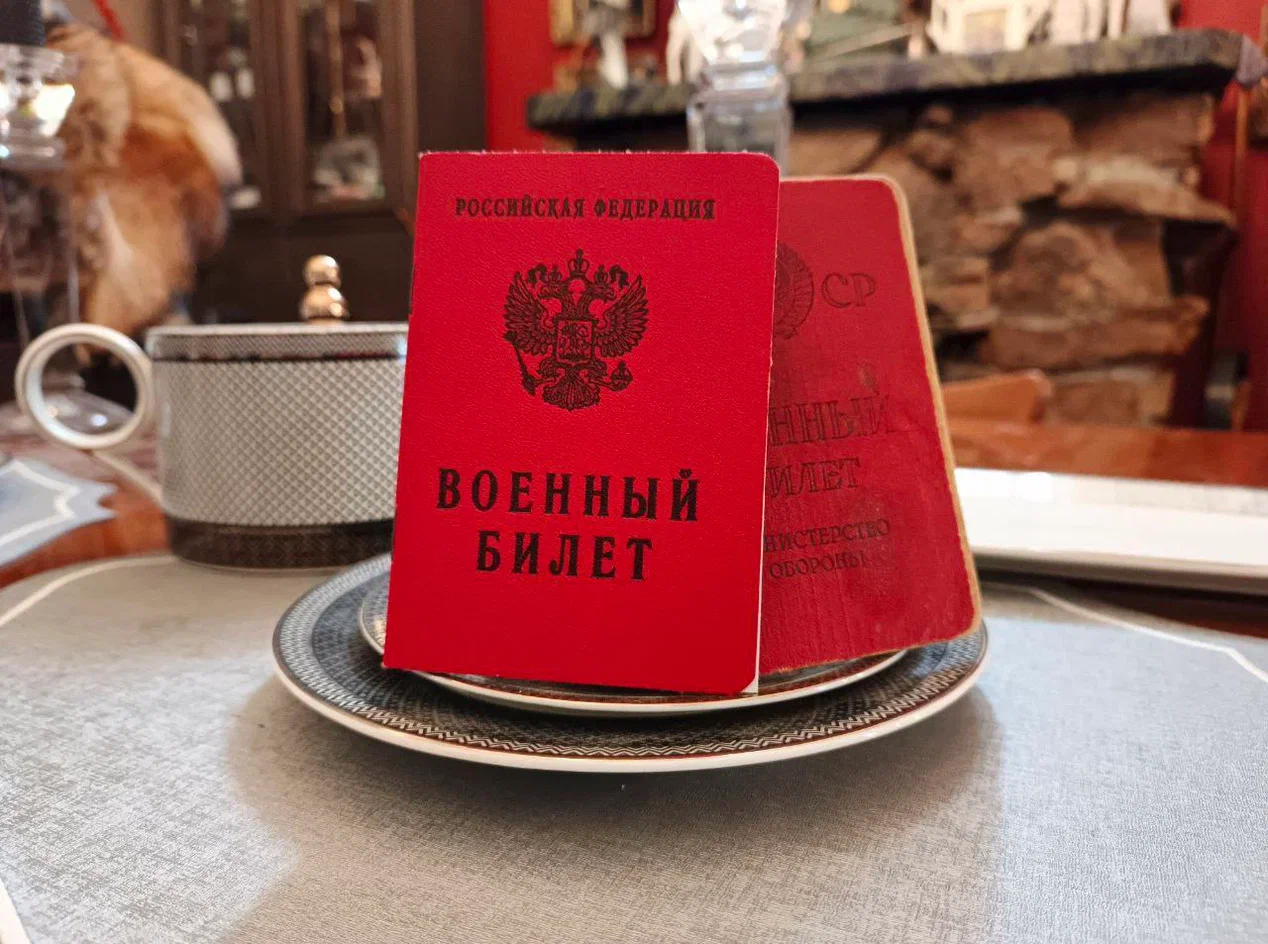 РОССИЙСКАЯ ФЕДЕРАЦИЯ
ВОЕННЫЙ
БИЛЕТ
СР
ННЫЙ
ИЛЕТ
НИСТЕРСТВО
ОБОРОНЫ